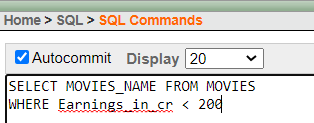 Home > SQL > SQL Commands
Autocommit Display 20
SELECT MOVIES_NAME FROM MOVIES
WHERE Earnings_in_cr < 200